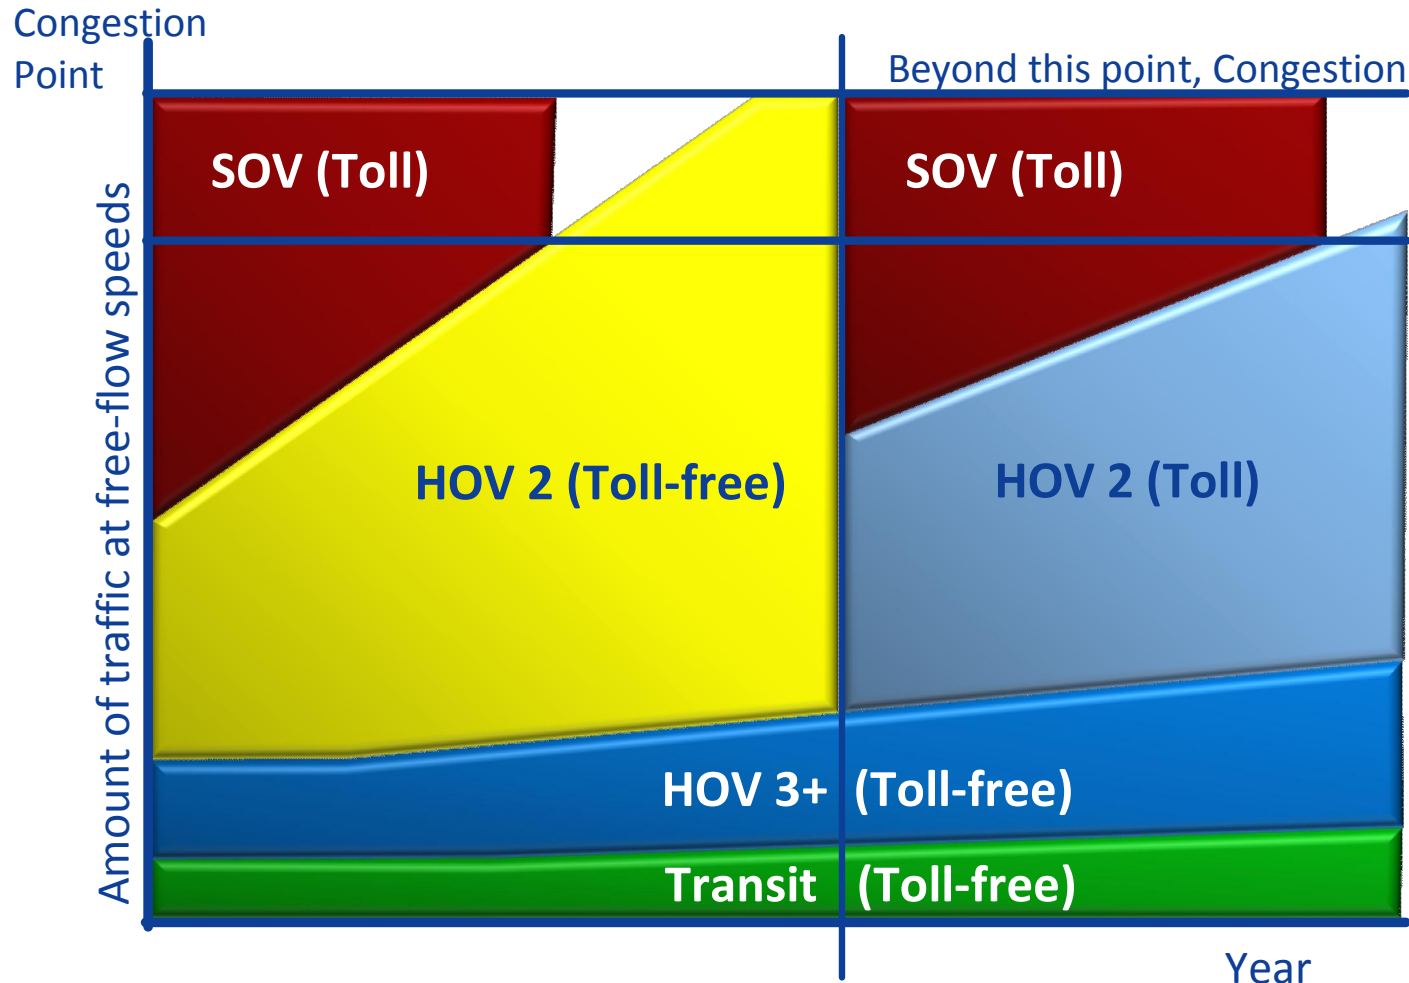 Congestion
Point
Beyond this point, Congestion
SOV (Toll)
SOV (Toll)
Amount of traffic at free-flow speeds
HOV 2 (Toll-free)
HOV 2 (Toll)
HOV 3+ (Toll-free)
Transit (Toll-free)
Year